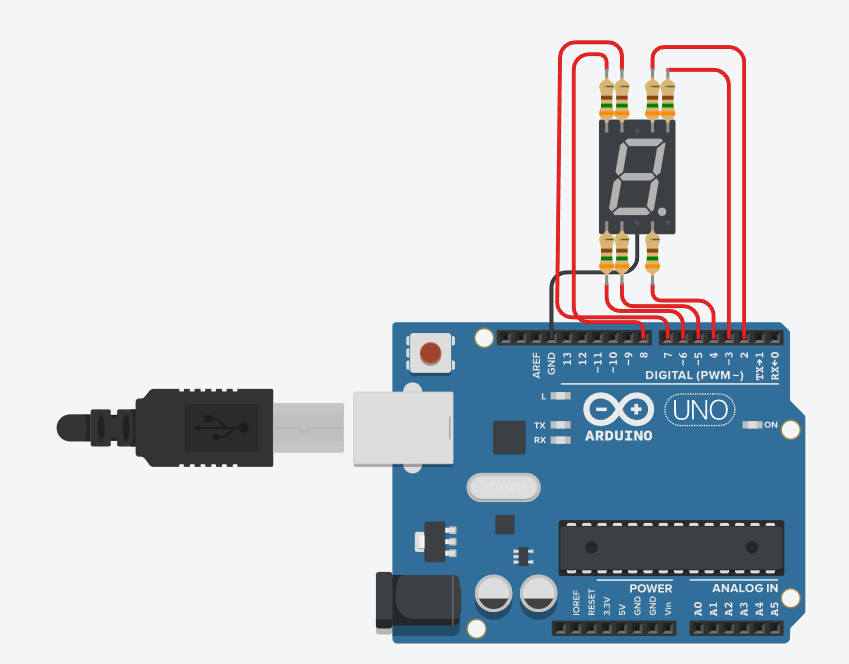 AREF
GND
13
12
~11
~10
~9
8
7
~6
~5
4
~3
2
TX→1
RX←0
DIGITAL (PWM~)
L
TX
RX
ARDUINO
UNO
ON
POWER
ANALOG IN
IOREF
RESET
3.3V
5V
GND
GND
Vin
A0
A1
A2
A3
A4
A5